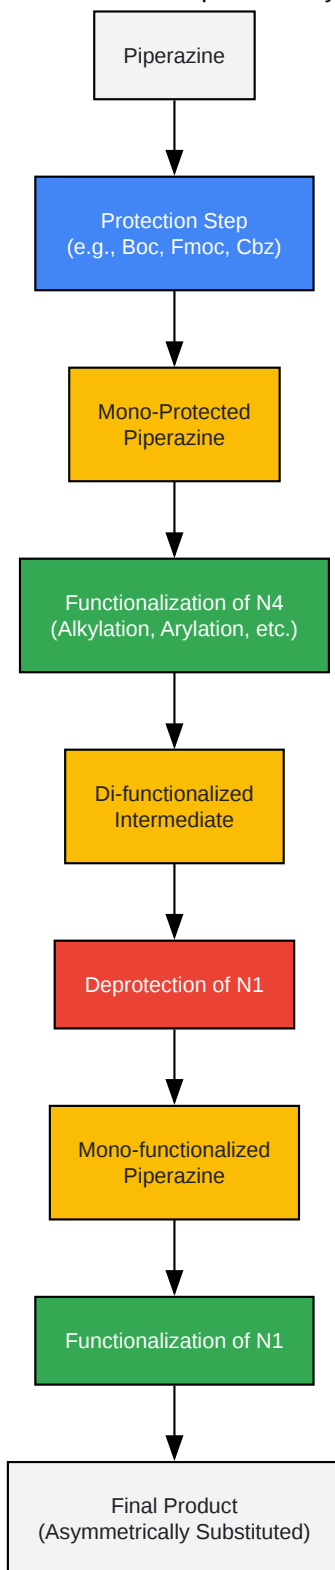 Piperazine
Protection Step
(e.g., Boc, Fmoc, Cbz)
Mono-Protected
Piperazine
Functionalization of N4
(Alkylation, Arylation, etc.)
Di-functionalized
Intermediate
Deprotection of N1
Mono-functionalized
Piperazine
Functionalization of N1
Final Product
(Asymmetrically Substituted)